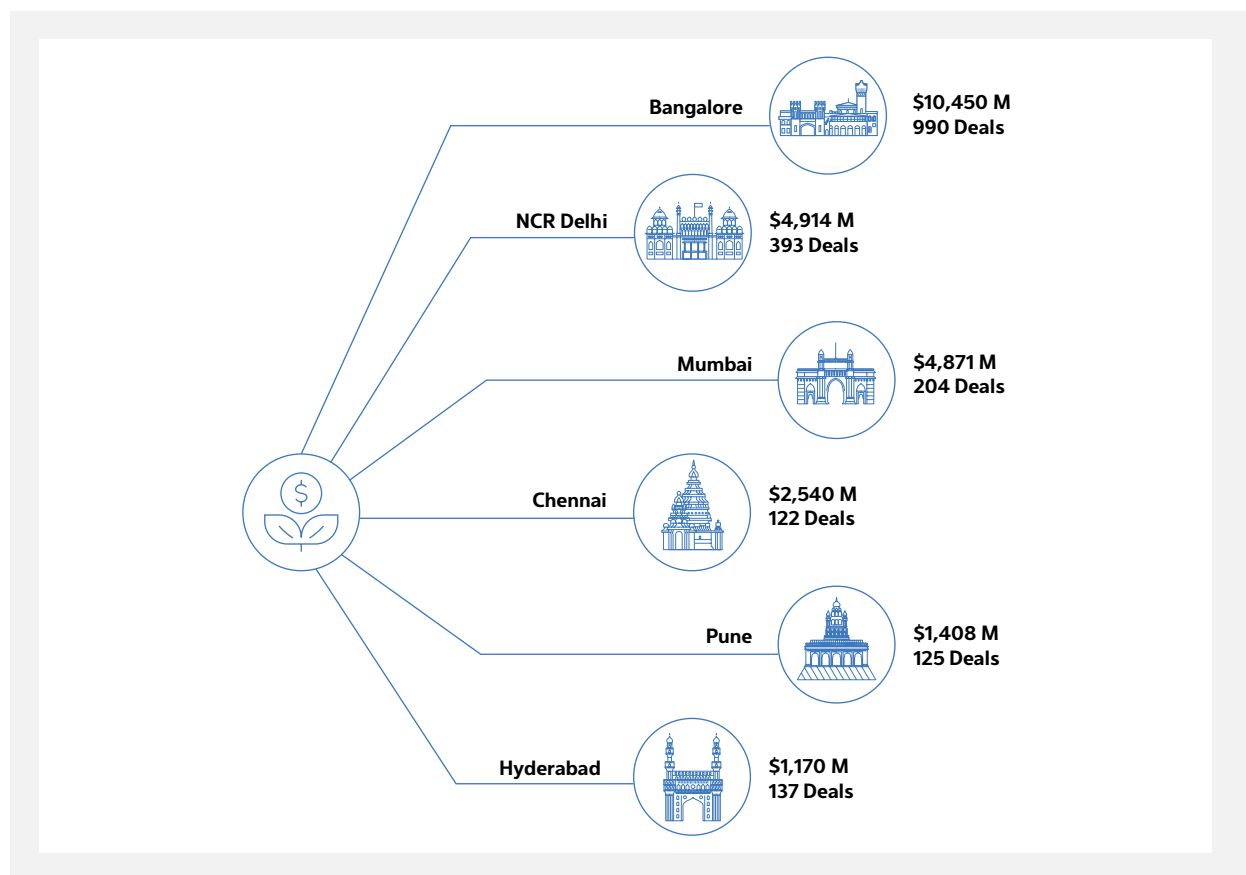 Bangalore
$10,450 M
990 Deals
NCR Delhi
$4,914 M
393 Deals
Mumbai
$4,871 M
204 Deals
Chennai
$2,540 M
122 Deals
Pune
$1,408 M
125 Deals
Hyderabad
$1,170 M
137 Deals
$